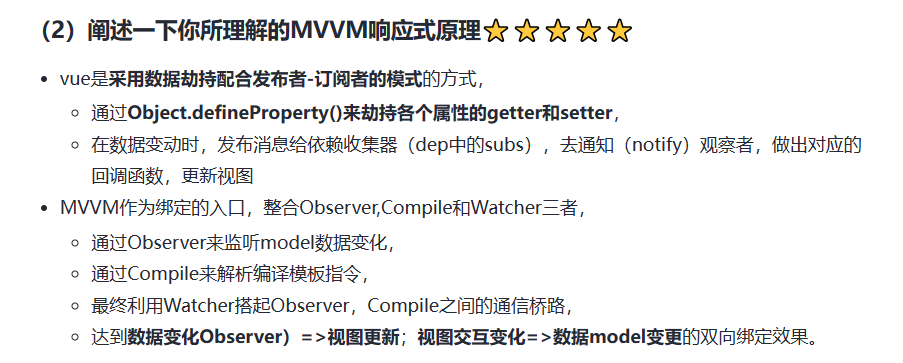 （2）阐述一下你所理解的MVVM响应式原理⭐⭐⭐⭐⭐
• vue是采用数据劫持配合发布者-订阅者的模式的方式，
◦ 通过Object.defineProperty()来劫持各个属性的getter和setter，
◦ 在数据变动时，发布消息给依赖收集器（dep中的subs），去通知（notify）观察者，做出对应的
回调函数，更新视图
• MVVM作为绑定的入口，整合Observer,Compile和Watcher三者，
◦ 通过Observer来监听model数据变化，
◦ 通过Compile来解析编译模板指令，
◦ 最终利用Watcher搭起Observer，Compile之间的通信桥路，
◦ 达到数据变化Observer）=>视图更新；视图交互变化=>数据model变更的双向绑定效果。